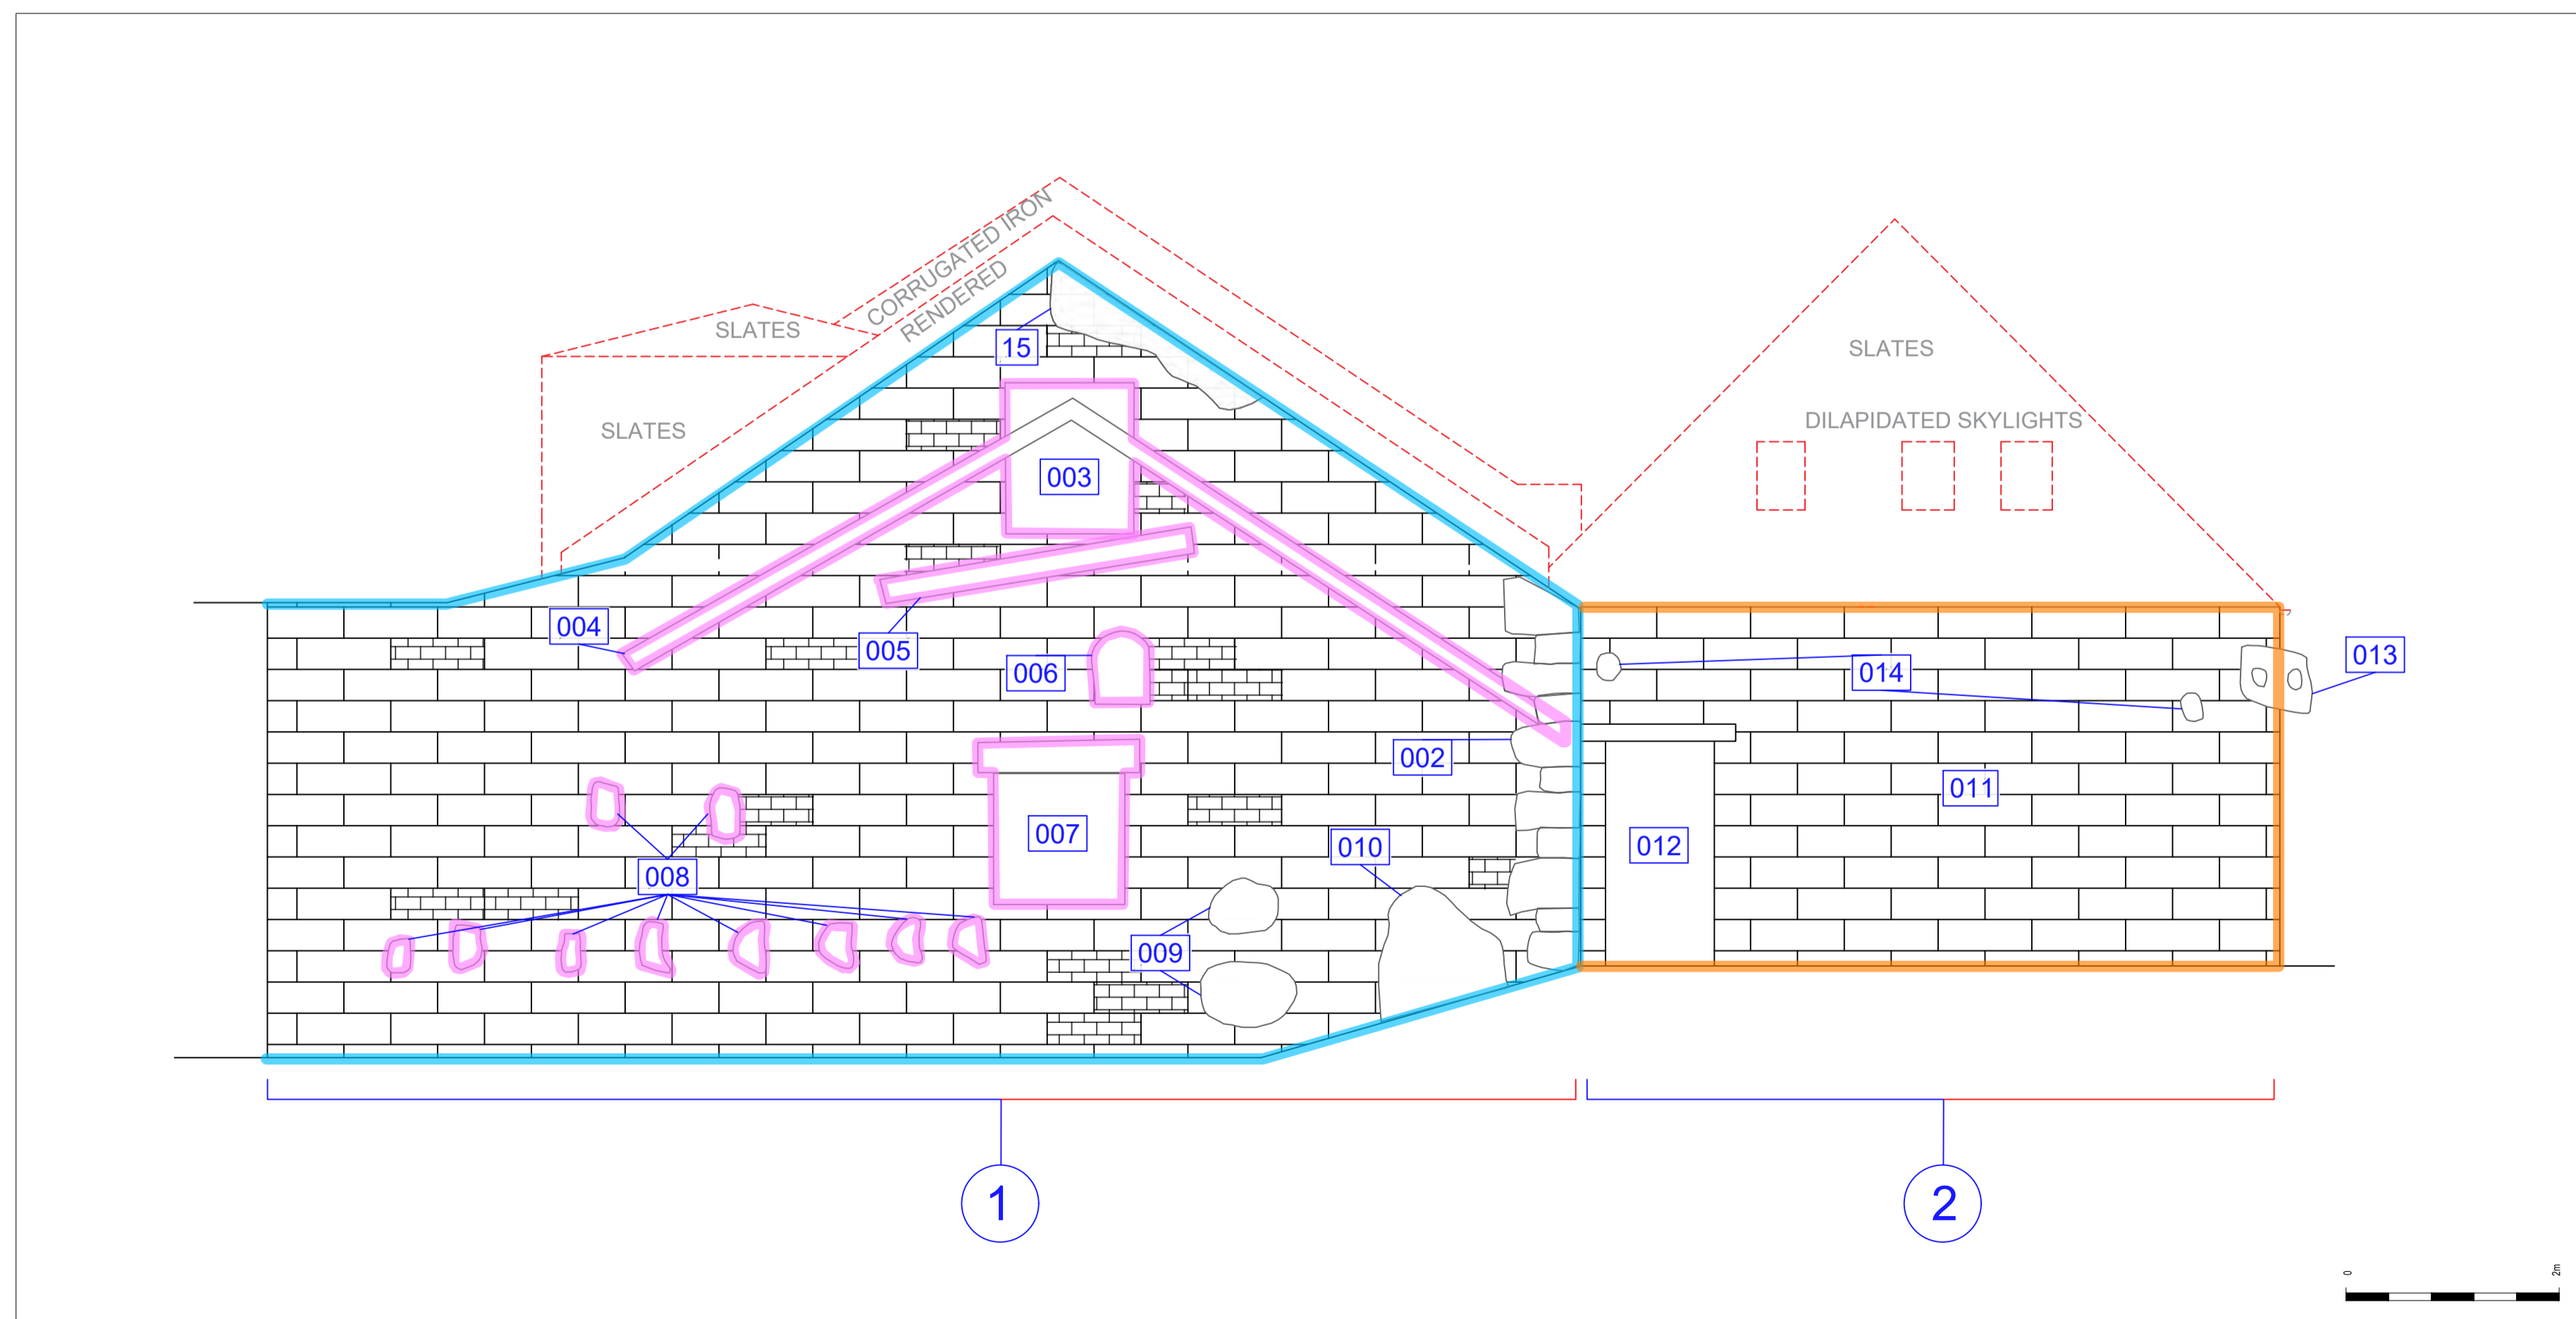 CORRUGATED IRON
RENDERED
SLATES
15
SLATES
SLATES
DILAPIDATED SKYLIGHTS
003
004
005
006
014
013
002
011
007
010
012
008
009
1
2
0
2m